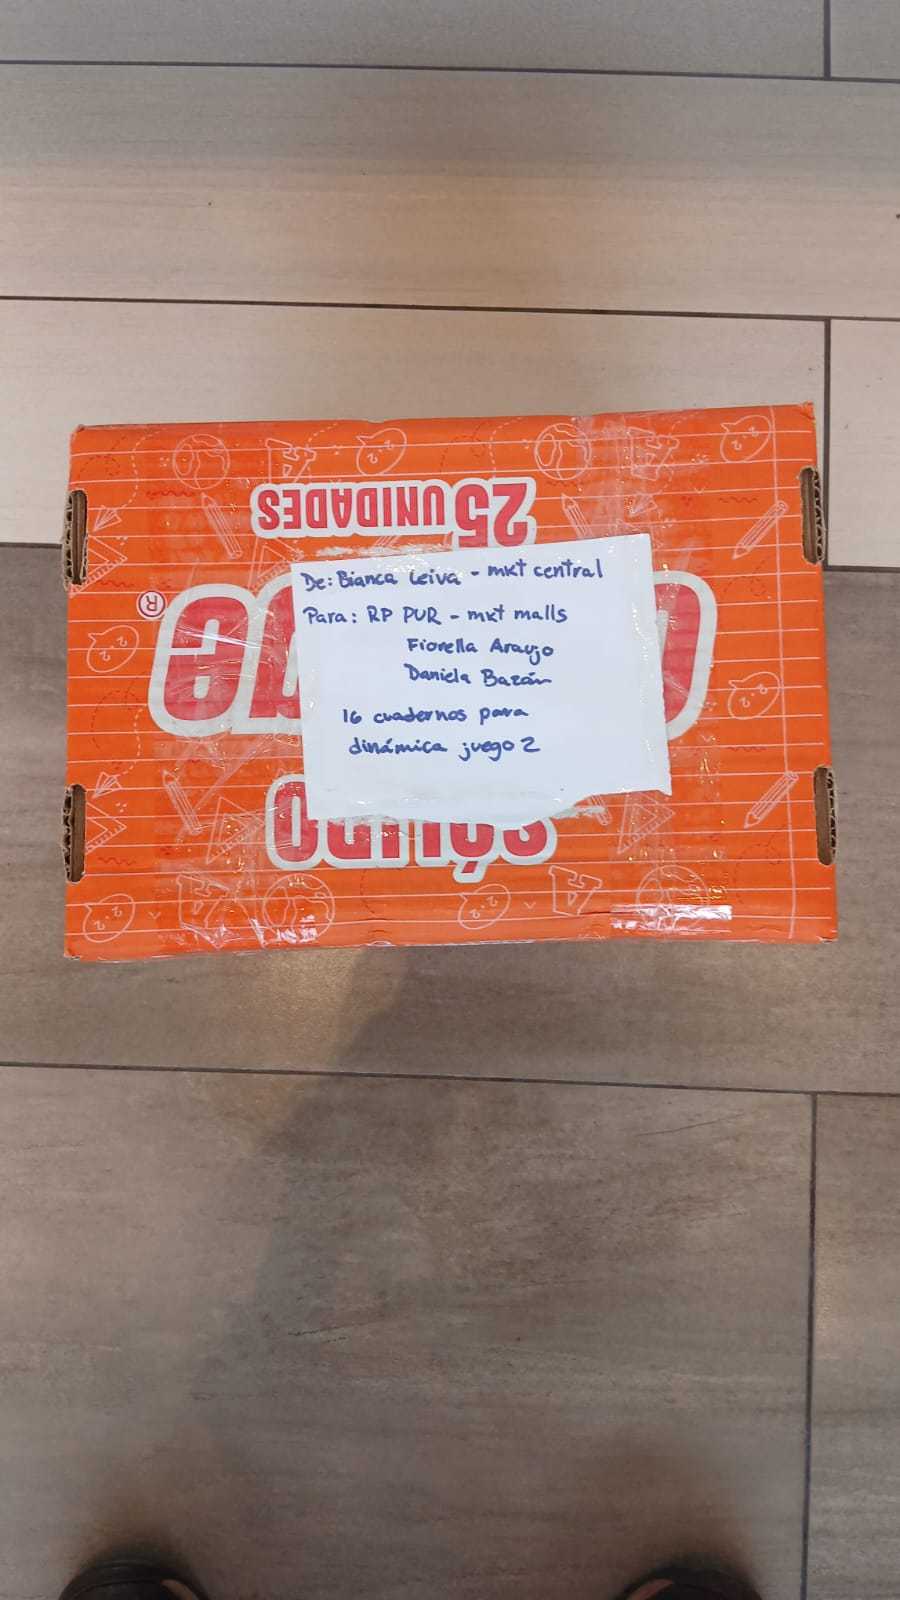 25 UNIDADES
De: Bianca Leiva - mkt central
Para: RP PUR - mkt malls
Fiorella Araujo
Daniela Bazán
16 cuadernos para
dinámica juego 2
®